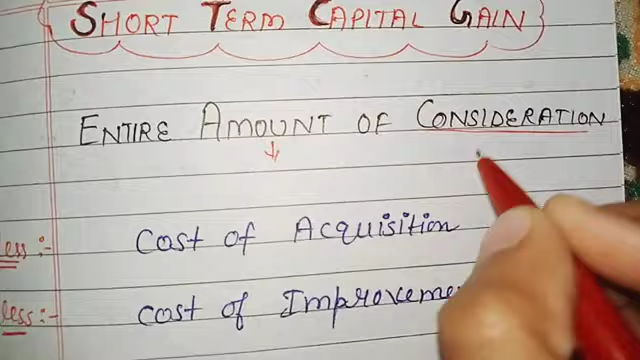 SHORT TERM CAPITAL GAIN
ENTIRE AMOUNT OF CONSIDERATION
Less :- Cost of Acquisition
Less :- Cost of